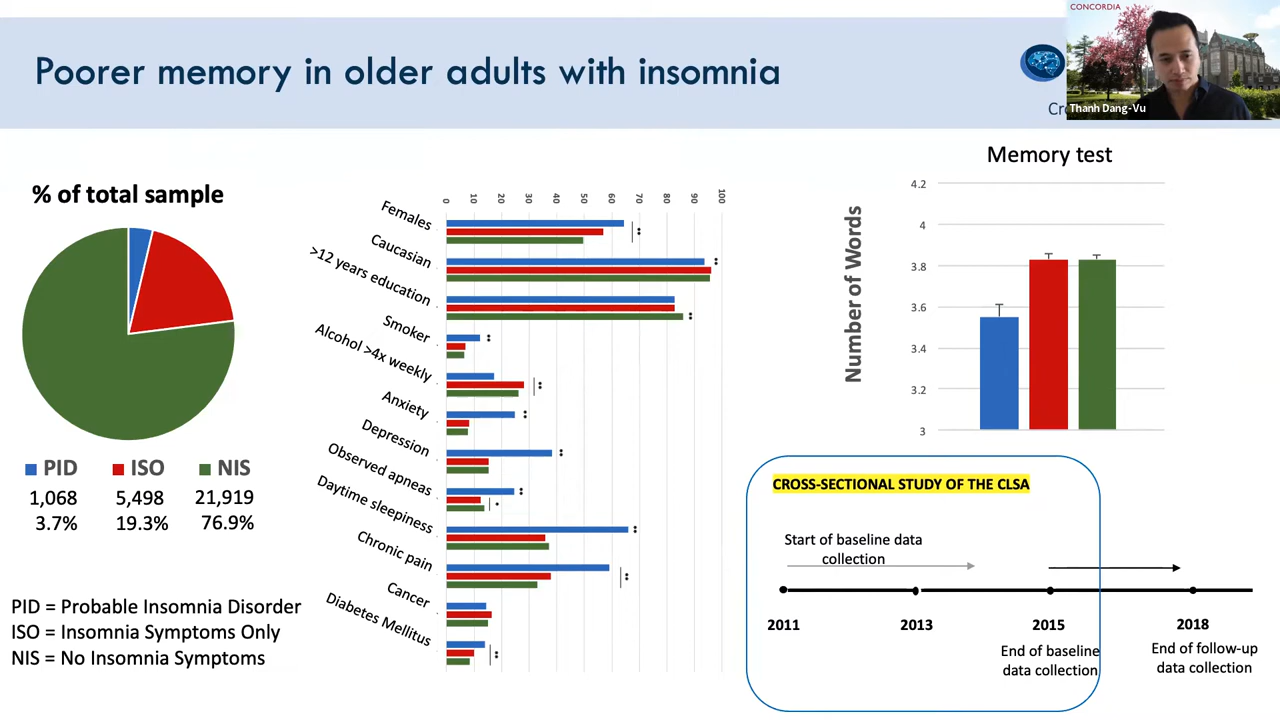 CONCORDIA
Thanh Dang-Vu
Poorer memory in older adults with insomnia
% of total sample
PID ISO NIS
1,068 5,498 21,919
3.7% 19.3% 76.9%
PID = Probable Insomnia Disorder
ISO = Insomnia Symptoms Only
NIS = No Insomnia Symptoms
0 10 20 30 40 50 60 70 80 90 100
Females
Caucasian
>12 years education
Smoker
Alcohol >4x weekly
Anxiety
Depression
Observed apneas
Daytime sleepiness
Chronic pain
Cancer
Diabetes Mellitus
Memory test
Number of Words
4.2
4
3.8
3.6
3.4
3.2
3
CROSS-SECTIONAL STUDY OF THE CLSA
Start of baseline data
collection
2011 2013 2015 2018
End of baseline
data collection
End of follow-up
data collection